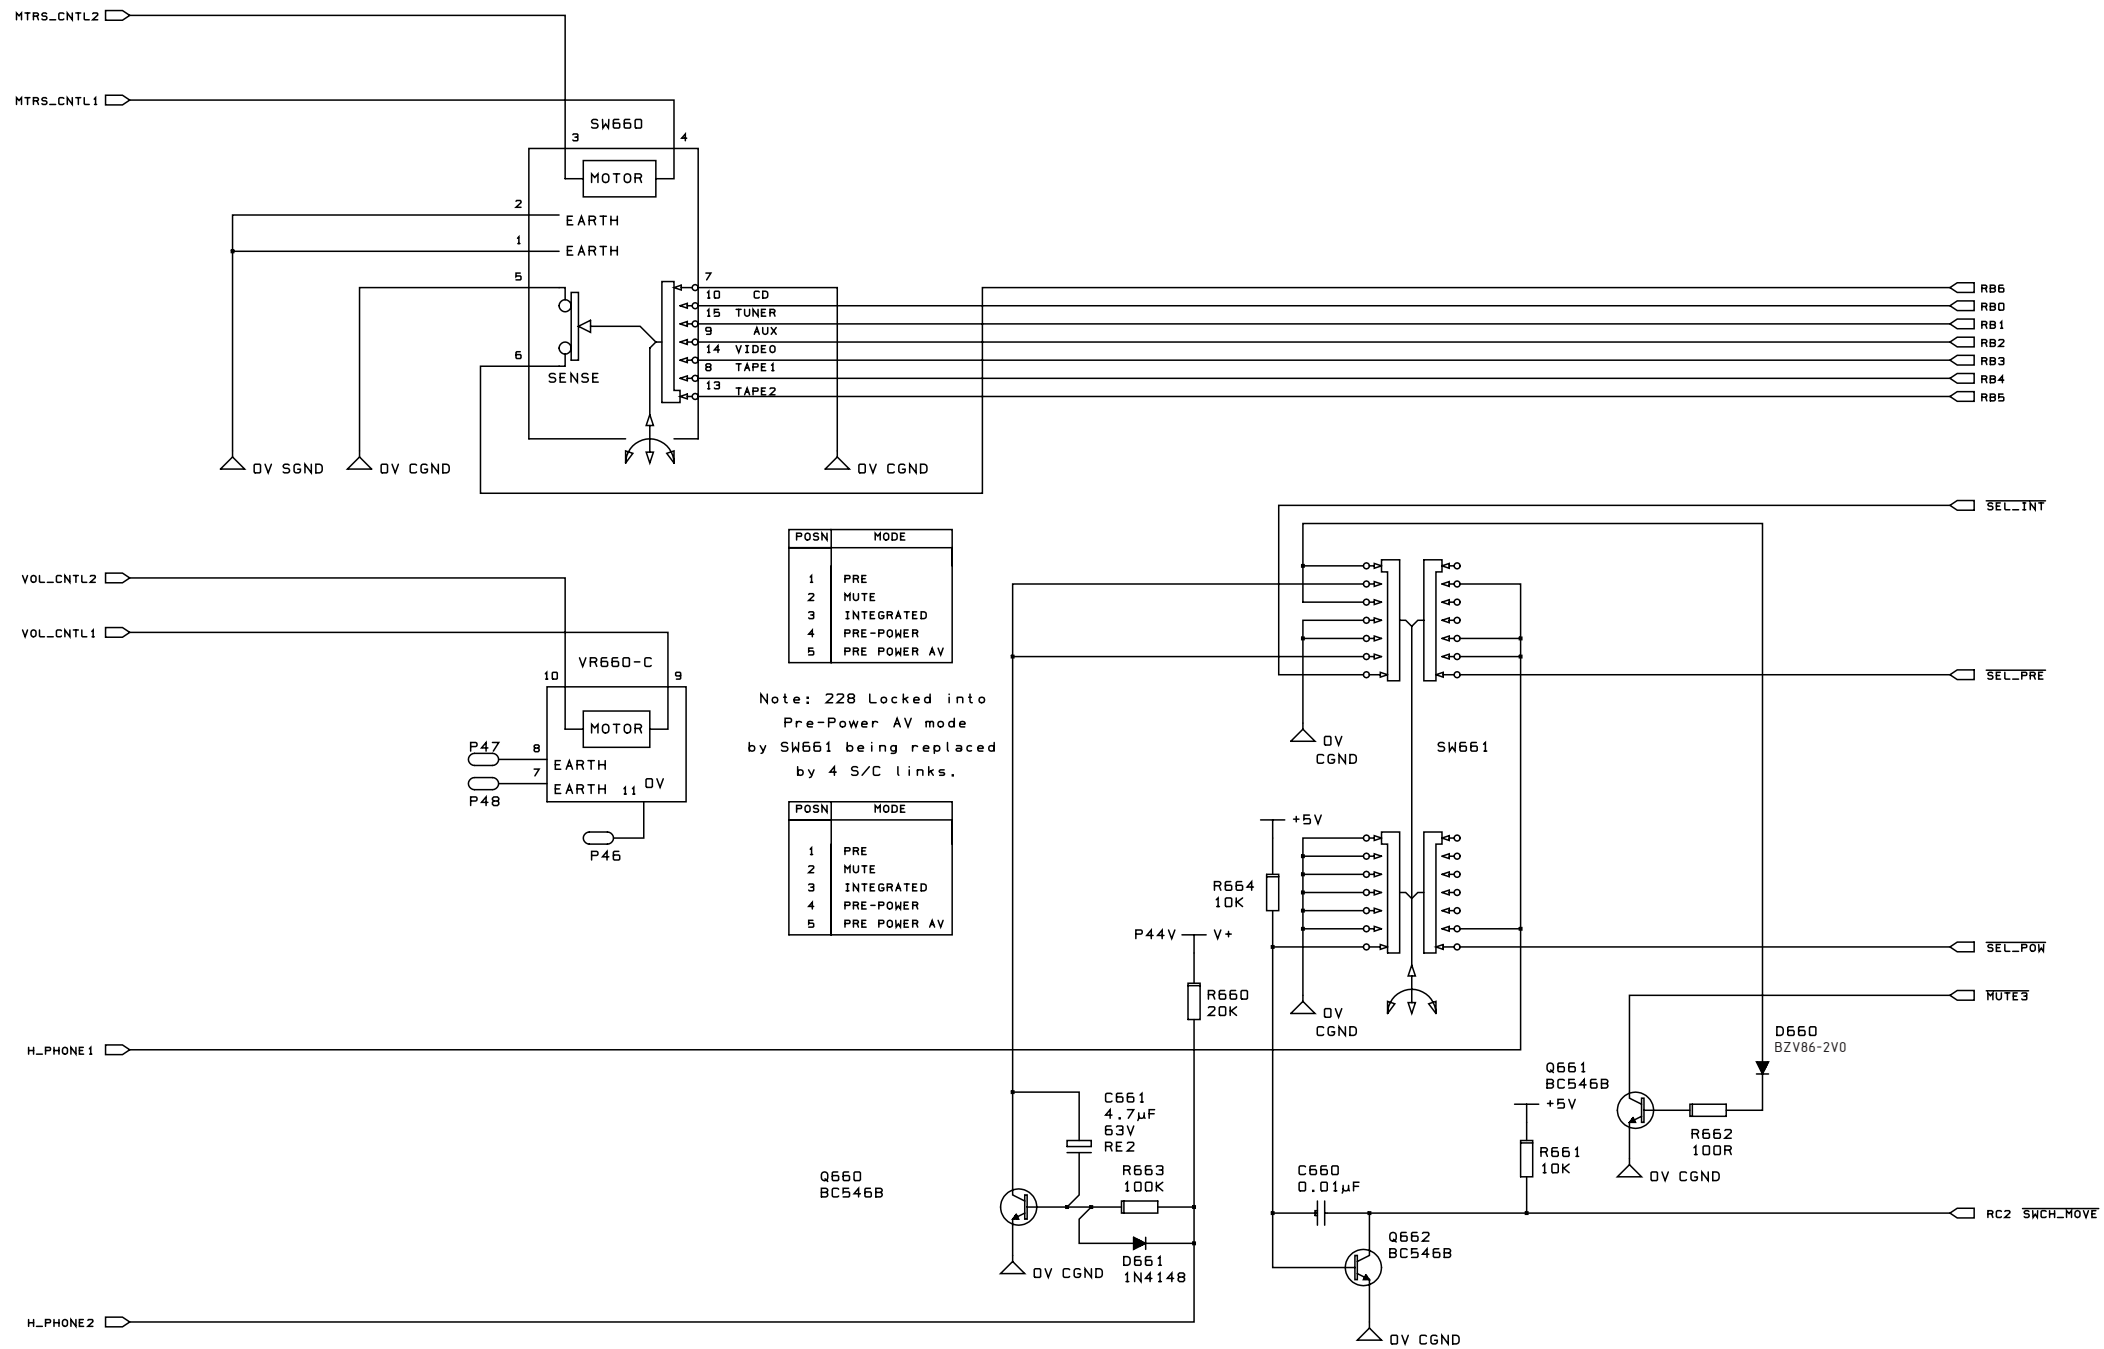 MTRS_CNTL2
MTRS_CNTL1
SW660
3
4
MOTOR
2
EARTH
1
EARTH
5
7
10 CD
15 TUNER
9 AUX
14 VIDEO
8 TAPE1
13 TAPE2
6
SENSE
RB6
RB0
RB1
RB2
RB3
RB4
RB5
0V SGND
0V CGND
0V CGND
SEL_INT
POSN MODE
1 PRE
2 MUTE
3 INTEGRATED
4 PRE-POWER
5 PRE POWER AV
VOL_CNTL2
VOL_CNTL1
VR660-C
10
9
MOTOR
P47
8
EARTH
7
EARTH
11 0V
P48
P46
Note: 228 Locked into
Pre-Power AV mode
by SW661 being replaced
by 4 S/C links.
POSN MODE
1 PRE
2 MUTE
3 INTEGRATED
4 PRE-POWER
5 PRE POWER AV
SEL_PRE
0V
CGND
SW661
+5V
R664
10K
P44V V+
R660
20K
0V
CGND
SEL_POW
MUTE3
D660
BZV86-2V0
H_PHONE1
Q661
BC546B
+5V
C661
4.7µF
63V
RE2
R662
100R
R661
10K
0V CGND
Q660
BC546B
R663
100K
C660
0.01µF
RC2 SWCH_MOVE
Q662
BC546B
D661
1N4148
0V CGND
H_PHONE2
0V CGND